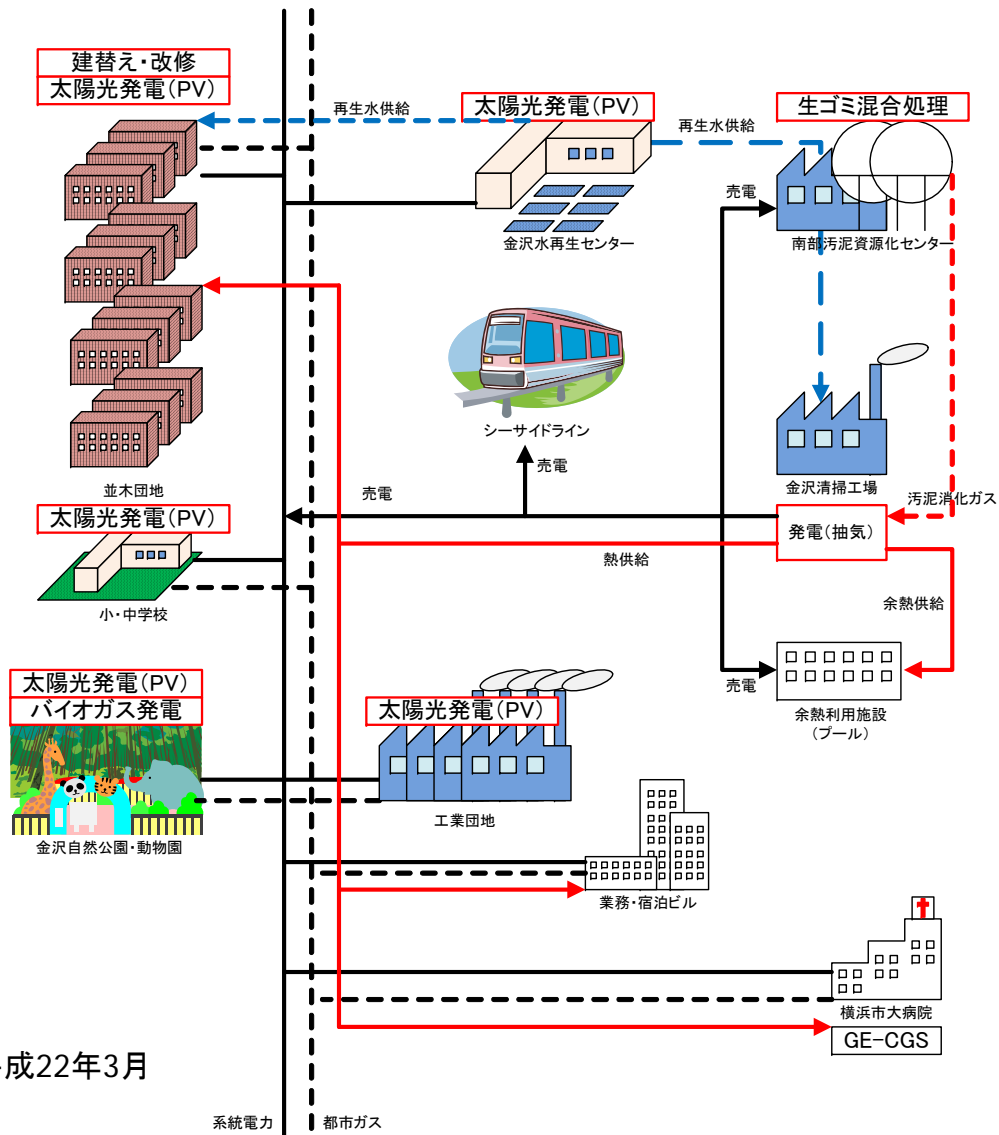 建替え・改修
太陽光発電(PV)
再生水供給
太陽光発電(PV)
再生水供給
生ゴミ混合処理
売電
金沢水再生センター
南部汚泥資源化センター
シーサイドライン
売電
並木団地
売電
金沢清掃工場
汚泥消化ガス
太陽光発電(PV)
発電(抽気)
熱供給
小・中学校
余熱供給
太陽光発電(PV)
バイオガス発電
太陽光発電(PV)
売電
余熱利用施設
(プール)
工業団地
金沢自然公園・動物園
業務・宿泊ビル
横浜市大病院
GE-CGS
成22年3月
系統電力
都市ガス